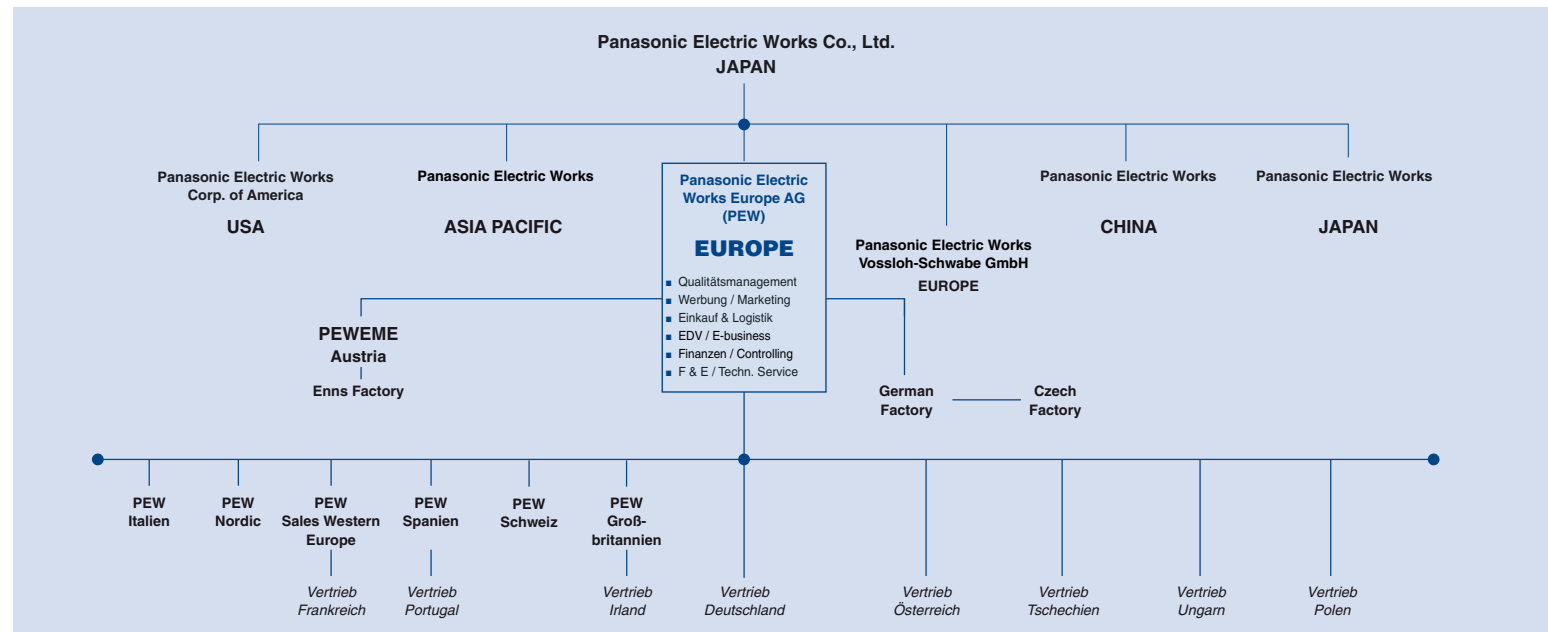 Panasonic Electric Works Co., Ltd.
JAPAN
Panasonic Electric Works
Corp. of America
USA
Panasonic Electric Works
ASIA PACIFIC
Panasonic Electric
Works Europe AG
(PEW)
EUROPE
Qualitätsmanagement
Werbung / Marketing
Einkauf & Logistik
EDV / E-business
Finanzen / Controlling
F & E / Techn. Service
Panasonic Electric Works
Vossloh-Schwabe GmbH
EUROPE
Panasonic Electric Works
CHINA
Panasonic Electric Works
JAPAN
PEWEME
Austria
Enns Factory
German
Factory
Czech
Factory
PEW
Italien
PEW
Nordic
PEW
Sales Western
Europe
PEW
Spanien
PEW
Schweiz
PEW
Groß-
britannien
Vertrieb
Frankreich
Vertrieb
Portugal
Vertrieb
Irland
Vertrieb
Deutschland
Vertrieb
Österreich
Vertrieb
Tschechien
Vertrieb
Ungarn
Vertrieb
Polen